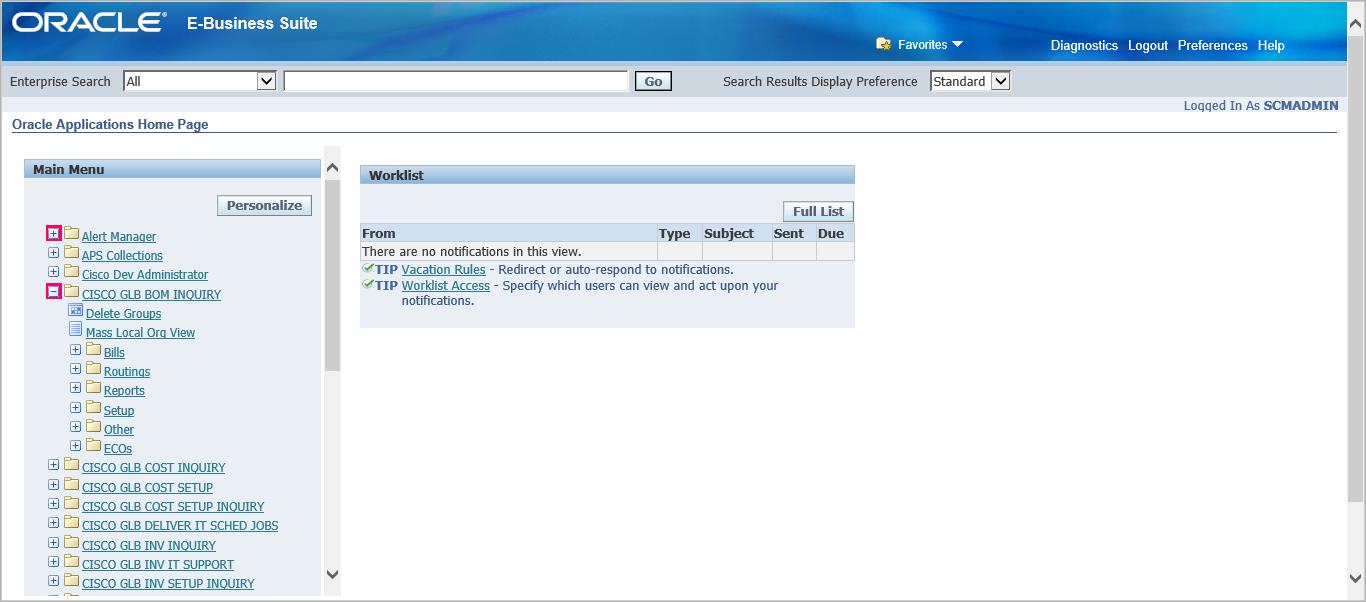 ORACLE® E-Business Suite
Favorites
Diagnostics Logout Preferences Help
Enterprise Search All Go Search Results Display Preference Standard
Logged In As SCMADMIN
Oracle Applications Home Page
Main Menu
Personalize
Alert Manager
APS Collections
Cisco Dev Administrator
CISCO GLB BOM INQUIRY
Delete Groups
Mass Local Org View
Bills
Routings
Reports
Setup
Other
ECOs
CISCO GLB COST INQUIRY
CISCO GLB COST SETUP
CISCO GLB COST SETUP INQUIRY
CISCO GLB DELIVER IT SCHED JOBS
CISCO GLB INV INQUIRY
CISCO GLB INV IT SUPPORT
CISCO GLB INV SETUP INQUIRY
Worklist
Full List
From Type Subject Sent Due
There are no notifications in this view.
TIP Vacation Rules - Redirect or auto-respond to notifications.
TIP Worklist Access - Specify which users can view and act upon your
notifications.